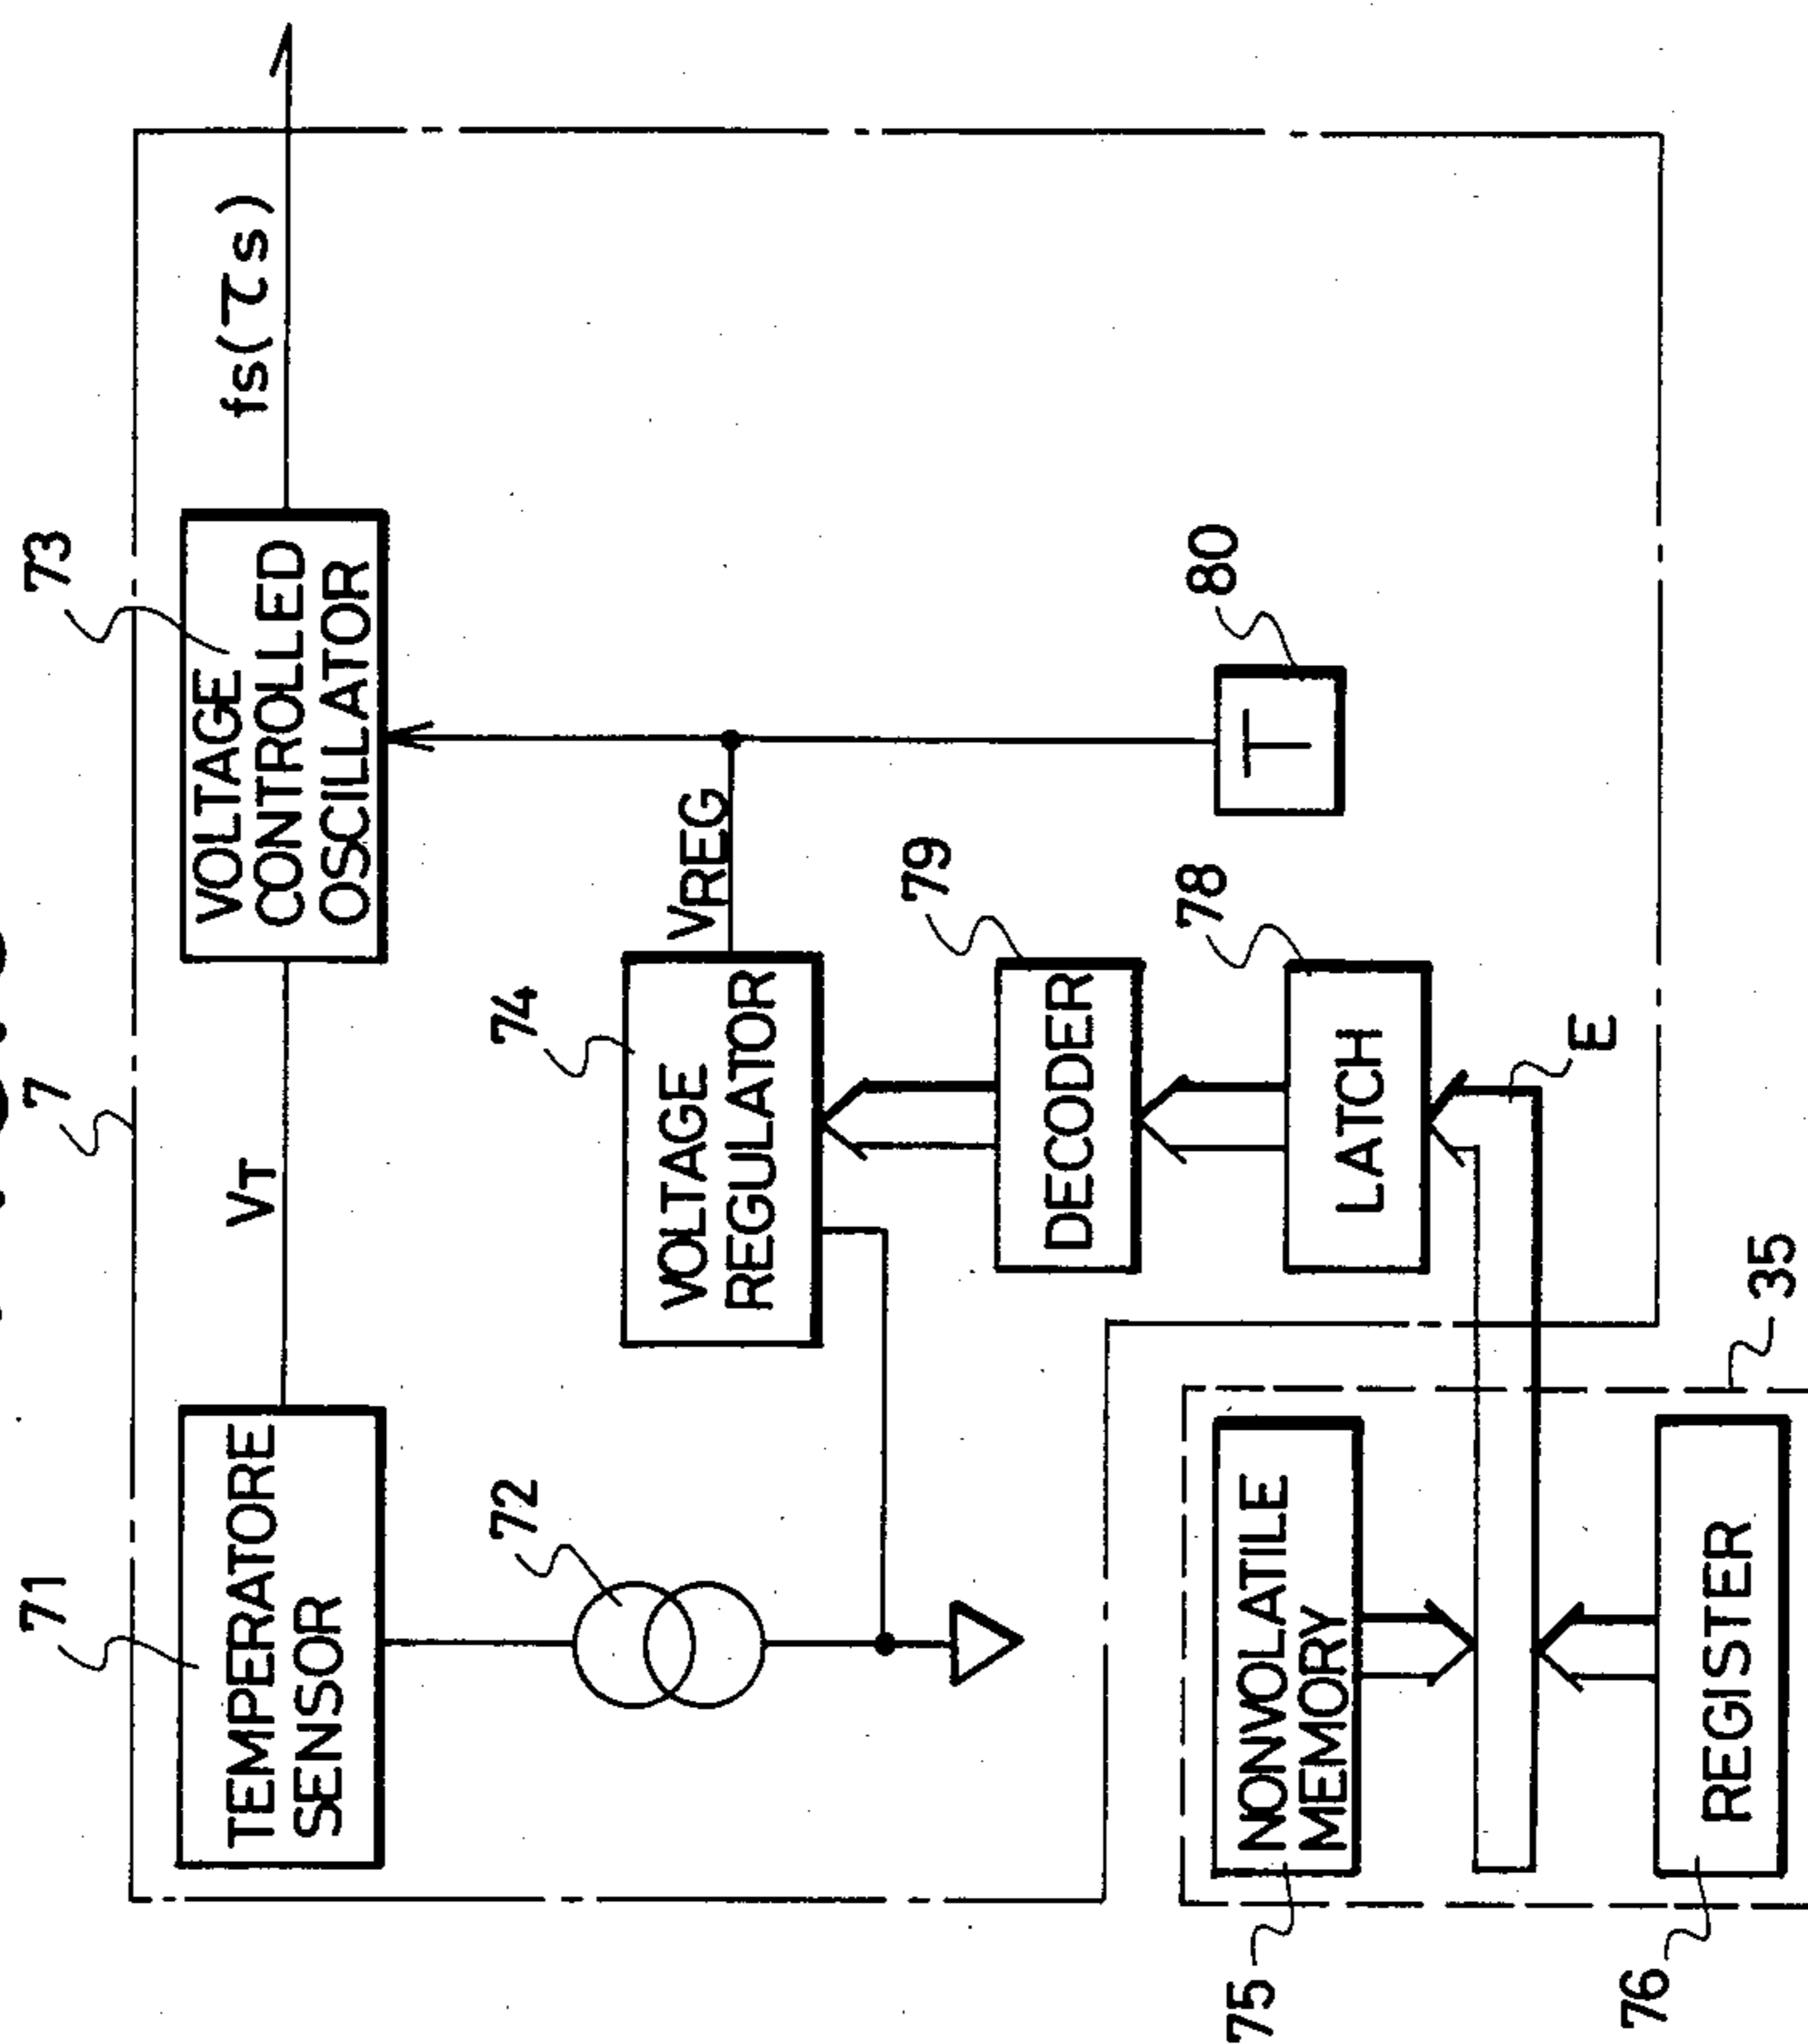 7
71
TEMPERATORE
SENSOR
VT
73
VOLTAGE
CONTROLLED
OSCILLATOR
fs(τs)
72
74
VOLTAGE
REGULATOR
VREG
79
DECODER
80
T
78
LATCH
E
35
75
NONVOLATILE
MEMORY
76
REGISTER